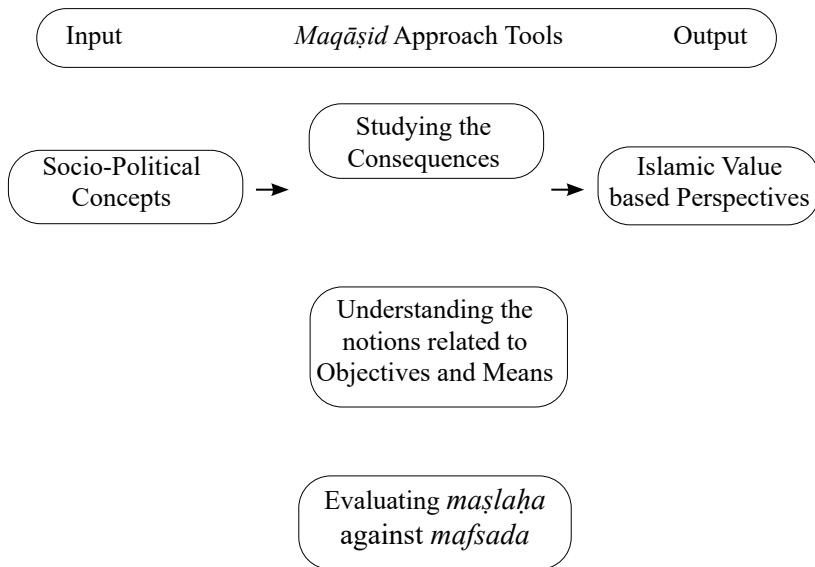 Input Maqāṣid Approach Tools Output
Studying the
Consequences
Socio-Political
Concepts
Islamic Value
based Perspectives
Understanding the
notions related to
Objectives and Means
Evaluating maṣlaḥa
against mafsada